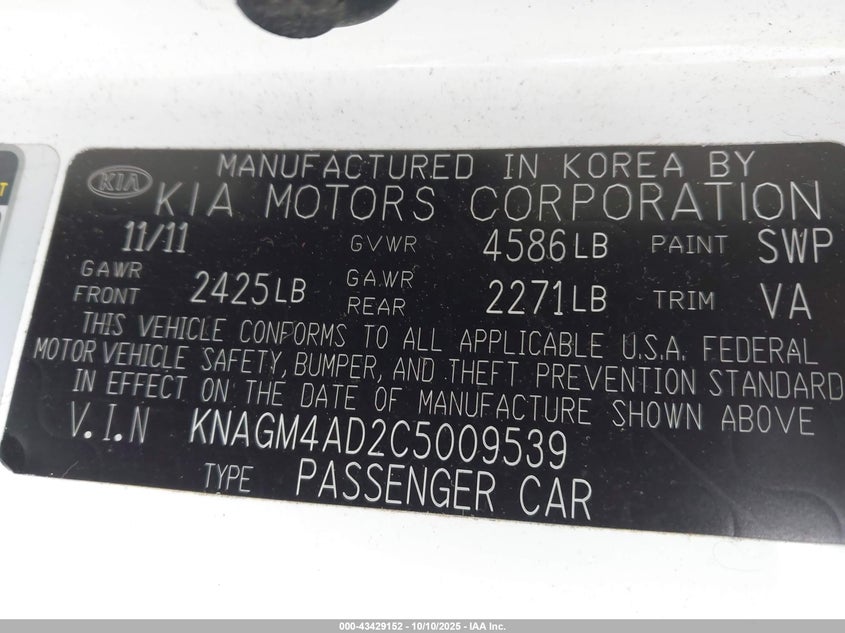 MANUFACTURED IN KOREA BY
KIA KIA MOTORS CORPORATION
11/11 GVWR 4586LB PAINT SWP
GAWR FRONT 2425LB GA.WR REAR 2271LB TRIM VA
THIS VEHICLE CONFORMS TO ALL APPLICABLE U.S.A. FEDERAL
MOTOR VEHICLE SAFETY, BUMPER, AND THEFT PREVENTION STANDARD
IN EFFECT ON THE DATE OF MANUFACTURE SHOWN ABOVE
V.I.N KNAGM4AD2C5009539
TYPE PASSENGER CAR
000-43429152 - 10/10/2025 - IAA Inc.